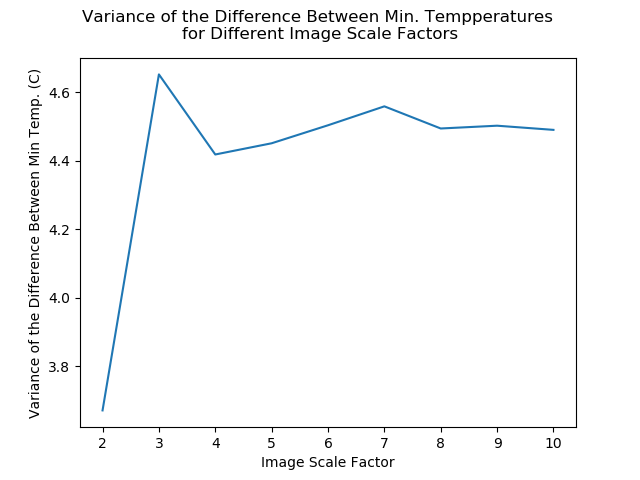 Variance of the Difference Between Min. Tempperatures
for Different Image Scale Factors
Variance of the Difference Between Min Temp. (C)
4.6
4.4
4.2
4.0
3.8
2 3 4 5 6 7 8 9 10
Image Scale Factor